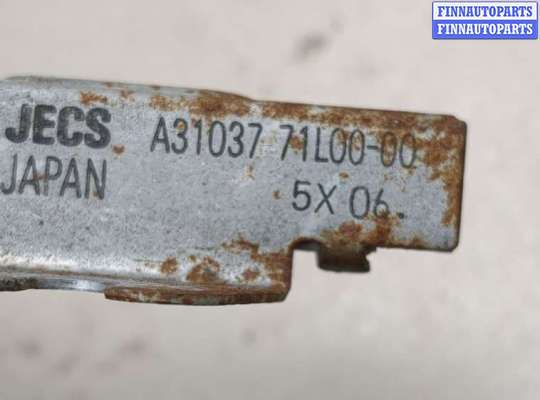 FINNAUTOPARTS
FINNAUTOPARTS
JECS A31037 71L00-00
JAPAN 5X 06.